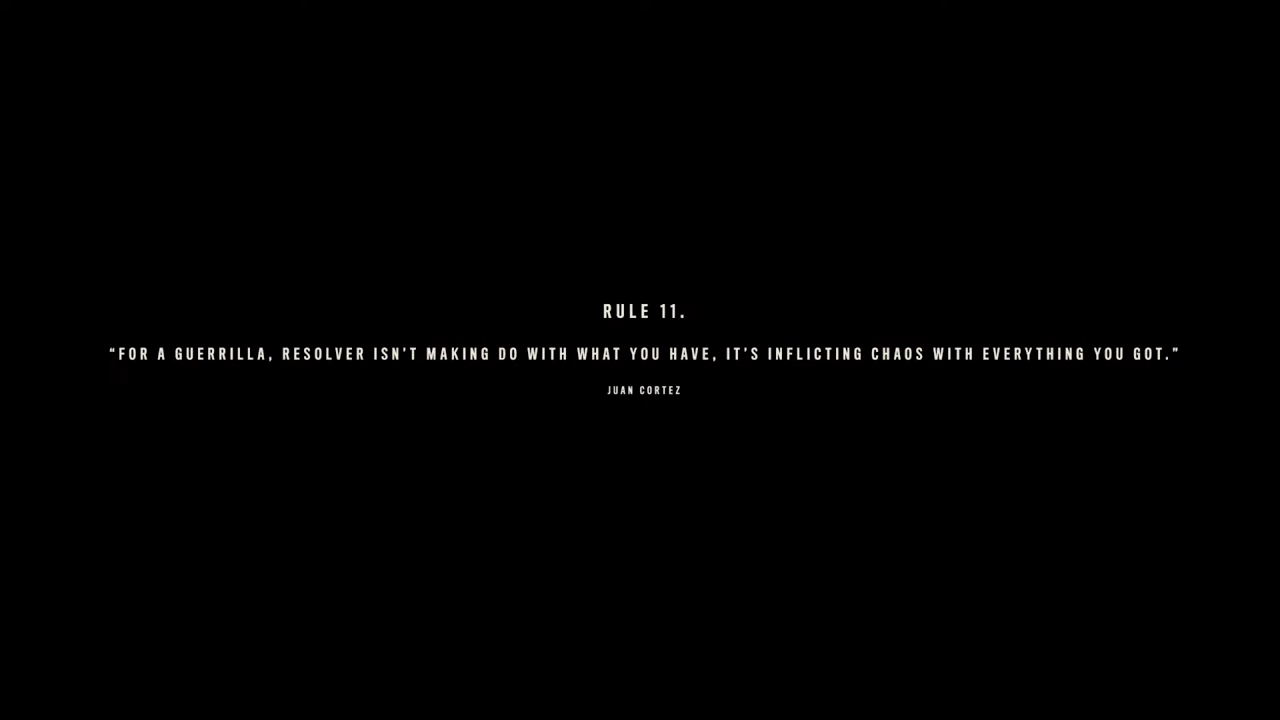 RULE 11.
“FOR A GUERRILLA, RESOLVER ISN’T MAKING DO WITH WHAT YOU HAVE, IT’S INFLICTING CHAOS WITH EVERYTHING YOU GOT.”
JUAN CORTEZ